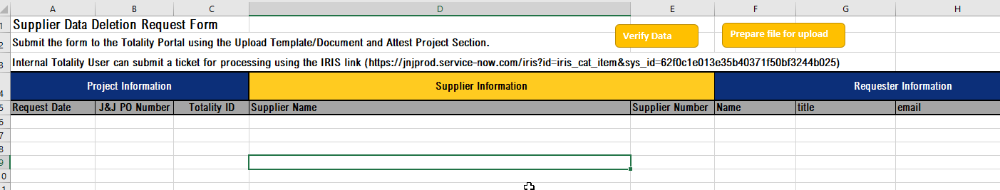 A B C D E F G H
1 Supplier Data Deletion Request Form
Verify Data Prepare file for upload
2 Submit the form to the Totality Portal using the Upload Template/Document and Attest Project Section.
3 Internal Totality User can submit a ticket for processing using the IRIS link (https://jnjprod.service-now.com/iris?id=iris_cat_item&sys_id=62f0c1e013e35b40371f50bf3244b025)
4 Project Information Supplier Information Requester Information
5 Request Date J&J PO Number Totality ID Supplier Name Supplier Number Name title email
6
7
8
9
0
1